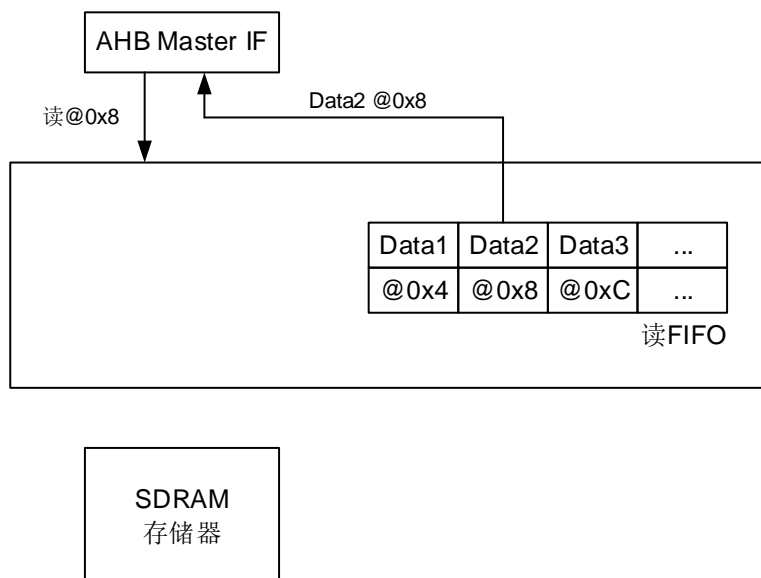 AHB Master IF
Data2 @0x8
读@0x8
Data1 Data2 Data3 ...
@0x4 @0x8 @0xC ...
读FIFO
SDRAM
存储器